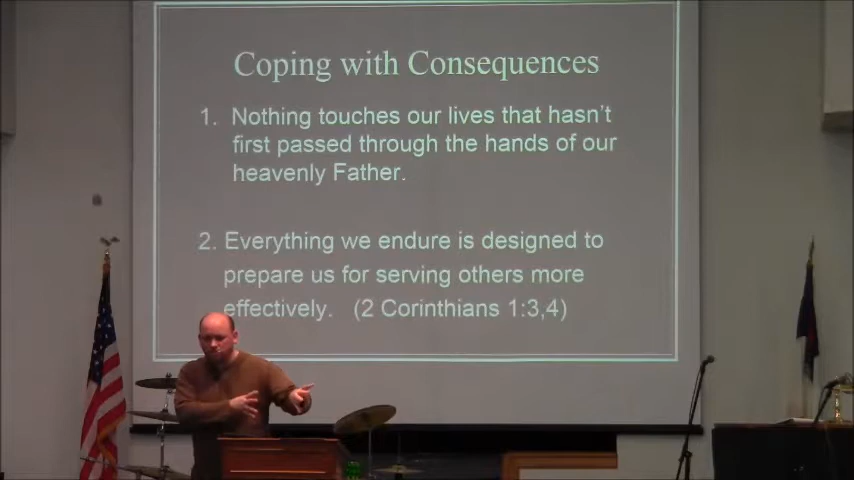 Coping with Consequences
1. Nothing touches our lives that hasn't
first passed through the hands of our
heavenly Father.
2. Everything we endure is designed to
prepare us for serving others more
effectively. (2 Corinthians 1:3,4)